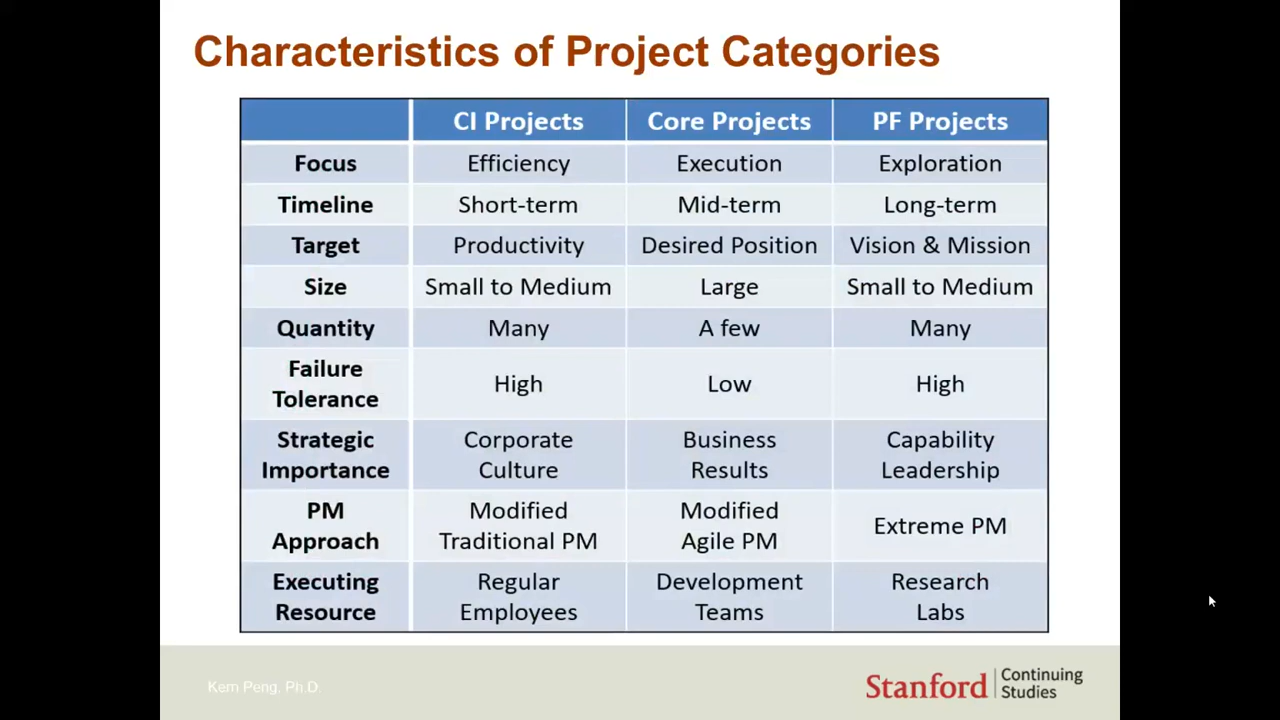 Characteristics of Project Categories
CI Projects Core Projects PF Projects
Focus Efficiency Execution Exploration
Timeline Short-term Mid-term Long-term
Target Productivity Desired Position Vision & Mission
Size Small to Medium Large Small to Medium
Quantity Many A few Many
Failure
Tolerance High Low High
Strategic
Importance Corporate
Culture Business
Results Capability
Leadership
PM
Approach Modified
Traditional PM Modified
Agile PM Extreme PM
Executing
Resource Regular
Employees Development
Teams Research
Labs
Kem Peng, Ph.D.
Stanford
Continuing
Studies